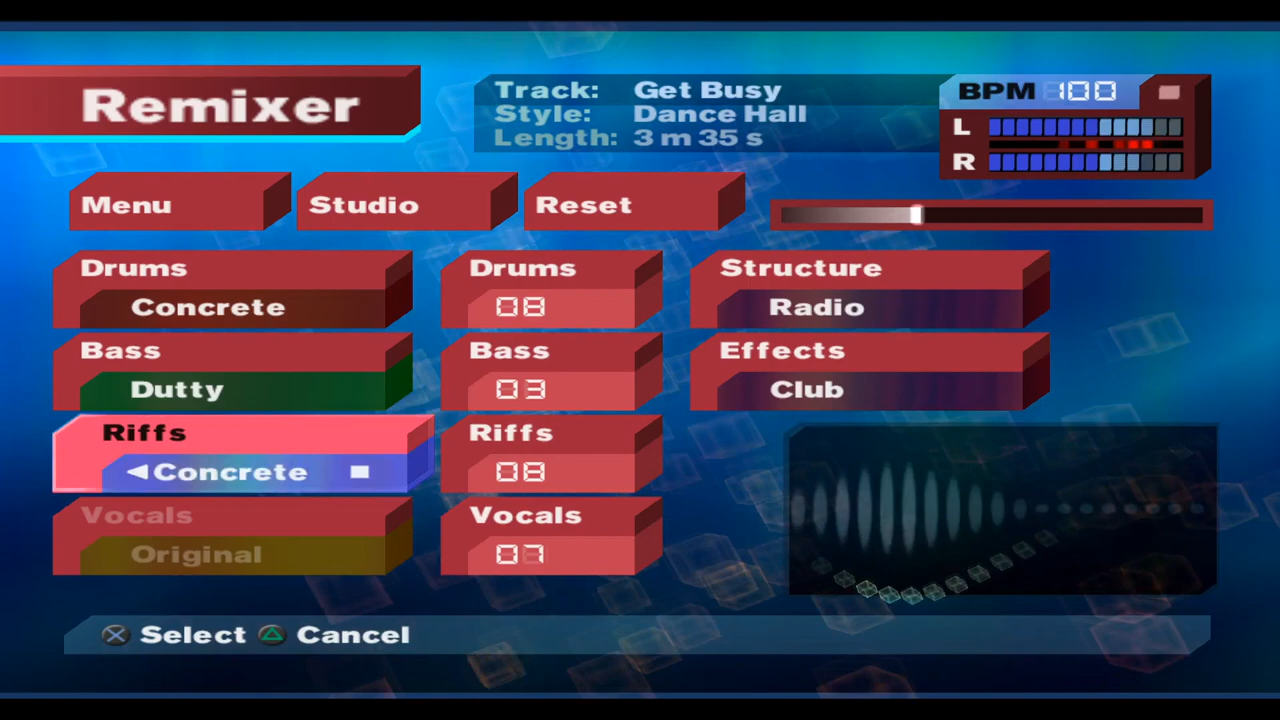 Remixer
Track: Get Busy
Style: Dance Hall
Length: 3 m 35 s
BPM 100
L
R
Menu Studio Reset
Drums
Concrete
Drums
08
Structure
Radio
Bass
Dutty
Bass
03
Effects
Club
Riffs
Concrete
Riffs
08
Vocals
Original
Vocals
07
Select Cancel